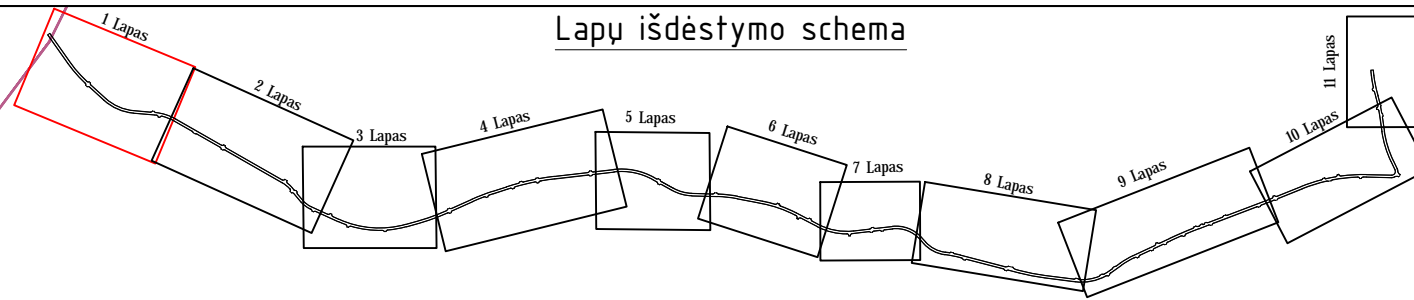 Lapų išdėstymo schema
1 Lapas
2 Lapas
3 Lapas
4 Lapas
5 Lapas
6 Lapas
7 Lapas
8 Lapas
9 Lapas
10 Lapas
11 Lapas